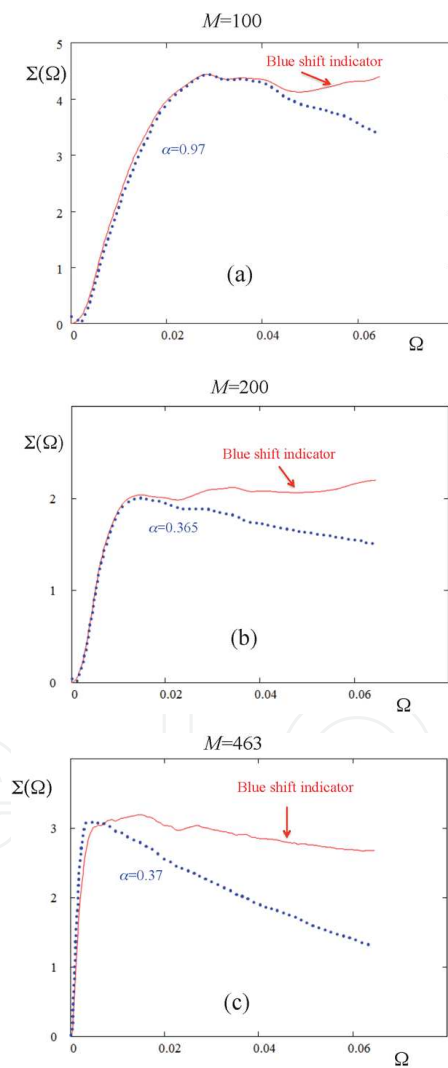 M=100
5
Blue shift indicator
Σ(Ω)
4
α=0.97
3
2
1
(a)
0
0
0.02
0.04
0.06
Ω
M=200
3
Σ(Ω)
Blue shift indicator
2
α=0.365
1
(b)
0
0
0.02
0.04
0.06
Ω
M=463
Σ(Ω)
Blue shift indicator
3
2
α=0.37
1
(c)
0
0
0.02
0.04
0.06
Ω